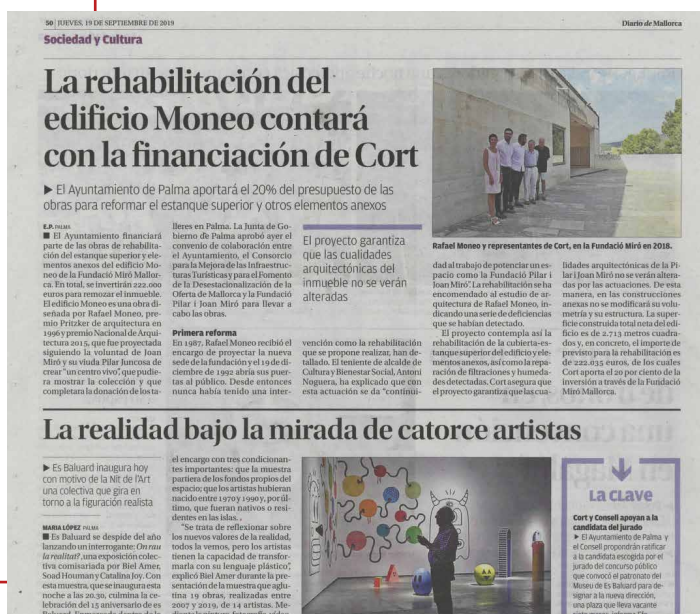 50 | JUEVES, 19 DE SEPTIEMBRE DE 2019
Diario de Mallorca
Sociedad y Cultura
La rehabilitación del
edificio Moneo contará
con la financiación de Cort
▶ El Ayuntamiento de Palma aportará el 20% del presupuesto de las
obras para reformar el estanque superior y otros elementos anexos
Rafael Moneo y representantes de Cort, en la Fundació Miró en 2018.
E.P. PALMA
■ El Ayuntamiento financiará
parte de las obras de rehabilita-
ción del estanque superior y ele-
mentos anexos del edificio Mo-
neo de la Fundació Miró Mallor-
ca. En total, se invertirán 222.000
euros para remozar el inmueble.
El edificio Moneo es una obra di-
señada por Rafael Moneo, pre-
mio Pritzker de arquitectura en
1996 y premio Nacional de Arqui-
tectura 2015, que fue proyectada
siguiendo la voluntad de Joan
Miró y su viuda Pilar Juncosa de
crear "un centro vivo", que pudie-
ra mostrar la colección y que
completara la donación de los ta-
lleres en Palma. La Junta de Go-
bierno de Palma aprobó ayer el
convenio de colaboración entre
el Ayuntamiento, el Consorcio
para la Mejora de las Infraestruc-
turas Turísticas y para el Fomento
de la Desestacionalización de la
Oferta de Mallorca y la Fundació
Pilar i Joan Miró para llevar a
cabo las obras.
Primera reforma
En 1987, Rafael Moneo recibió el
encargo de proyectar la nueva
sede de la fundación y el 19 de di-
ciembre de 1992 abría sus puer-
tas al público. Desde entonces
nunca había tenido una inter-
El proyecto garantiza
que las cualidades
arquitectónicas del
inmueble no se verán
alteradas
vención como la rehabilitación
que se propone realizar, han de-
tallado. El teniente de alcalde de
Cultura y Bienestar Social, Antoni
Noguera, ha explicado que con
esta actuación se da "continui-
dad al trabajo de potenciar un es-
pacio como la Fundación Pilar i
Joan Miró". La rehabilitación se ha
encomendado al estudio de ar-
quitectura de Rafael Moneo, in-
dicando una serie de deficiencias
que se habían detectado.
El proyecto contempla así la
rehabilitación de la cubierta-es-
tanque superior del edificio y ele-
mentos anexos, así como la repa-
ración de filtraciones y humeda-
des detectadas. Cort asegura que
el proyecto garantiza que las cua-
lidades arquitectónicas de la Pi-
lar i Joan Miró no se verán altera-
das por las actuaciones. De esta
manera, en las construcciones
anexas no se modificará su volu-
metría y su estructura. La super-
ficie construida total neta del edi-
ficio es de 2.713 metros cuadra-
dos y, en concreto, el importe de
previsto para la rehabilitación es
de 222.935 euros, de los cuales
Cort aporta el 20 por ciento de la
inversión a través de la Fundació
Miró Mallorca.
La realidad bajo la mirada de catorce artistas
▶ Es Baluard inaugura hoy
con motivo de la Nit de l'Art
una colectiva que gira en
torno a la figuración realista
MARIA LÓPEZ PALMA
■ Es Baluard se despide del año
lanzando un interrogante: On rau
la realitat?, una exposición colec-
tiva comisariada por Biel Amer,
Soad Houman y Catalina Joy. Con
esta muestra, que se inaugura esta
noche a las 20.30, culmina la ce-
lebración del 15 aniversario de es
el encargo con tres condicionan-
tes importantes: que la muestra
partiera de los fondos propios del
espacio; que los artistas hubieran
nacido entre 1970 y 1990 y, por úl-
timo, que fueran nativos o resi-
dentes en las islas. .
"Se trata de reflexionar sobre
los nuevos valores de la realidad,
todos la vemos, pero los artistas
tienen la capacidad de transfor-
marla con su lenguaje plástico",
explicó Biel Amer durante la pre-
sentación de la muestra que aglu-
tina 19 obras, realizadas entre
2007 y 2019, de 14 artistas. Me-
LA CLAVE
Cort y Consell apoyan a la
candidata del jurado
▶ El Ayuntamiento de Palma y
el Consell propondrán ratificar
a la candidata escogida por el
jurado del concurso público
que convocó el patronato del
Museu de Es Baluard para de-
signar a la nueva dirección,
una plaza que lleva vacante